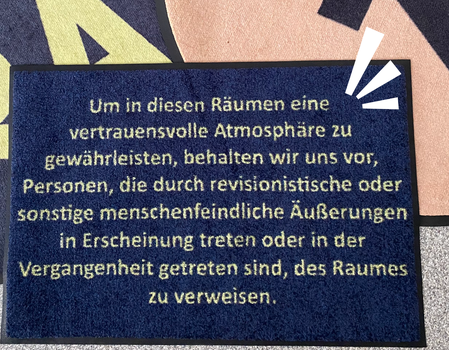 Um in diesen Räumen eine
vertrauensvolle Atmosphäre zu
gewährleisten, behalten wir uns vor,
Personen, die durch revisionistische oder
sonstige menschenfeindliche Äußerungen
in Erscheinung treten oder in der
Vergangenheit getreten sind, des Raumes
zu verweisen.